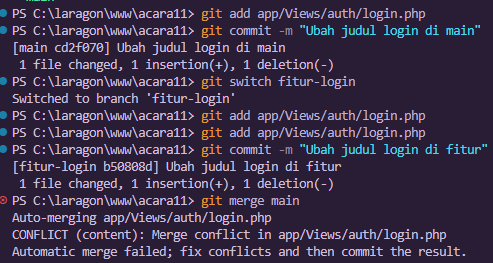 PS C:\laragon\www\acara11> git add app/Views/auth/login.php
PS C:\laragon\www\acara11> git commit -m "Ubah judul login di main"
[main cd2f070] Ubah judul login di main
 1 file changed, 1 insertion(+), 1 deletion(-)
PS C:\laragon\www\acara11> git switch fitur-login
Switched to branch 'fitur-login'
PS C:\laragon\www\acara11> git add app/Views/auth/login.php
PS C:\laragon\www\acara11> git add app/Views/auth/login.php
PS C:\laragon\www\acara11> git commit -m "Ubah judul login di fitur"
[fitur-login b50808d] Ubah judul login di fitur
 1 file changed, 1 insertion(+), 1 deletion(-)
PS C:\laragon\www\acara11> git merge main
Auto-merging app/Views/auth/login.php
CONFLICT (content): Merge conflict in app/Views/auth/login.php
Automatic merge failed; fix conflicts and then commit the result.